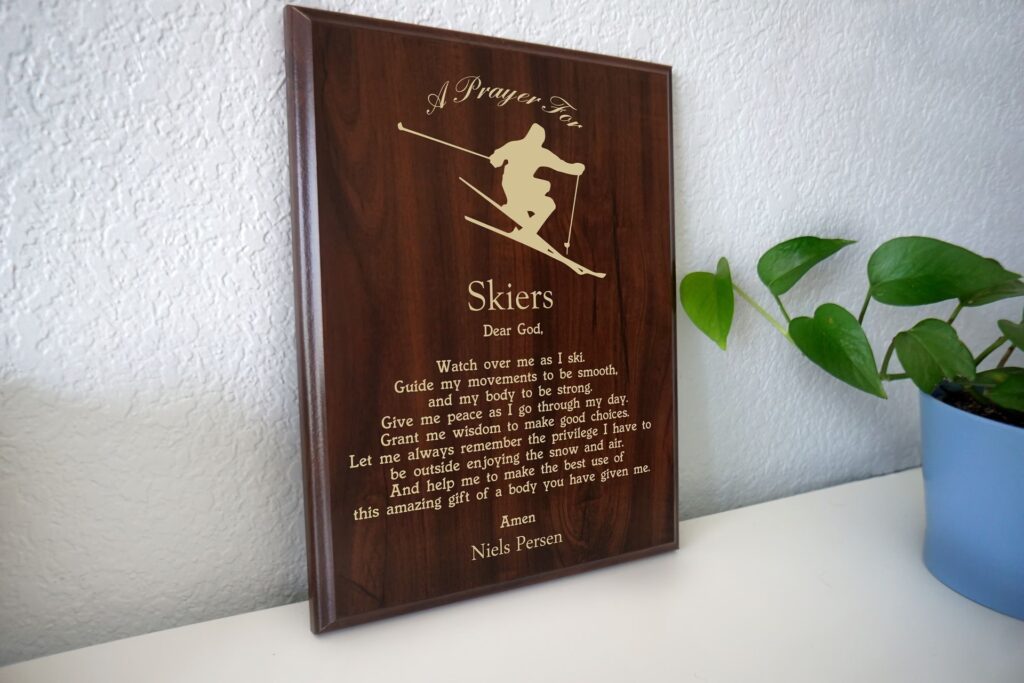 A Prayer For
Skiers
Dear God,
Watch over me as I ski.
Guide my movements to be smooth,
and my body to be strong.
Give me peace as I go through my day.
Grant me wisdom to make good choices.
Let me always remember the privilege I have to
be outside enjoying the snow and air.
And help me to make the best use of
this amazing gift of a body you have given me.
Amen
Niels Persen